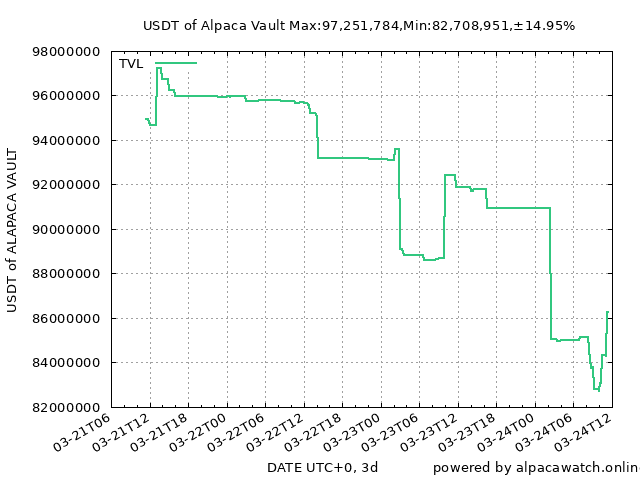 USDT of Alpaca Vault Max:97,251,784,Min:82,708,951,±14.95%
TVL
98000000
96000000
94000000
92000000
90000000
88000000
86000000
84000000
82000000
USDT of ALAPACA VAULT
03-21T06
03-21T12
03-21T18
03-22T00
03-22T06
03-22T12
03-22T18
03-23T00
03-23T06
03-23T12
03-23T18
03-24T00
03-24T06
03-24T12
DATE UTC+0, 3d
powered by alpacawatch.onlin